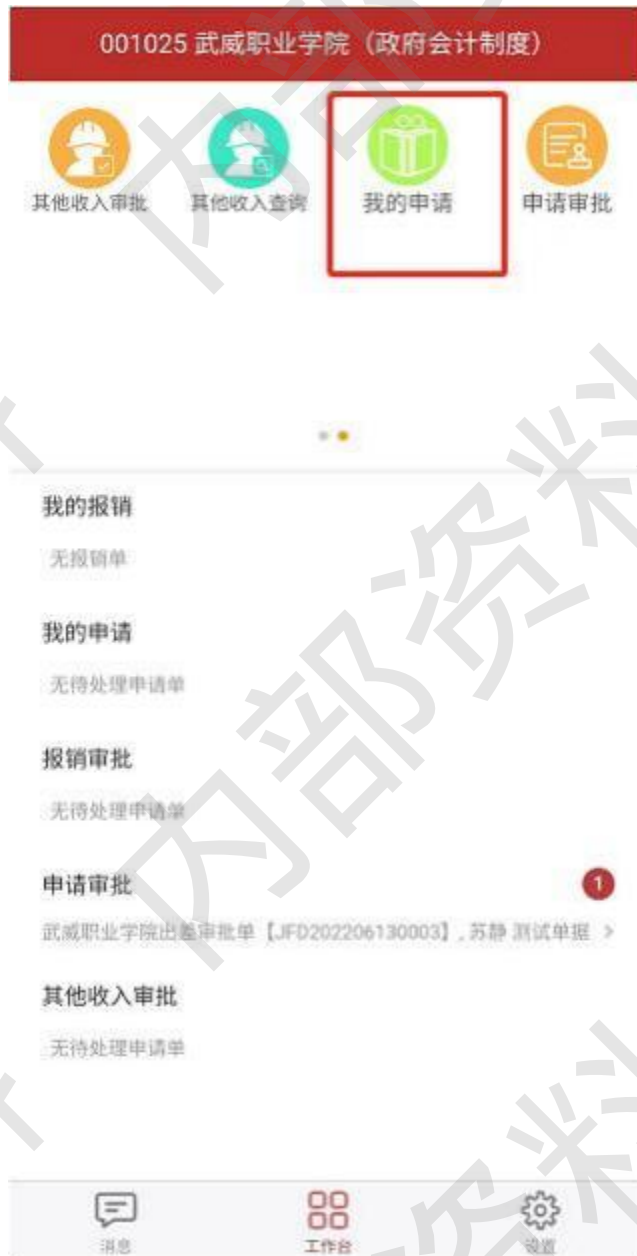 001025 武威职业学院（政府会计制度）
其他收入审批 其他收入查询 我的申请 申请审批
我的报销
无报销单
我的申请
无待处理申请单
报销审批
无待处理申请单
申请审批 1
武威职业学院出差审批单【JFD202206130003】, 苏静 测试单据 >
其他收入审批
无待处理申请单
消息 工作台 设置
内部资料